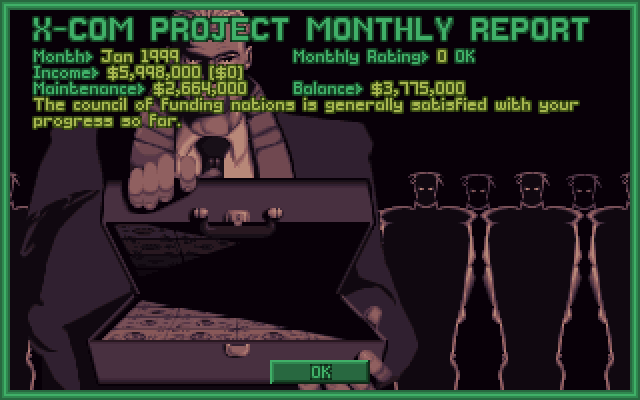 X-COM PROJECT MONTHLY REPORT
Month> Jan 1999 Monthly Rating> 0 OK
Income> $5,998,000 ($0)
Maintenance> $2,664,000 Balance> $3,775,000
The council of funding nations is generally satisfied with your
progress so far.
OK